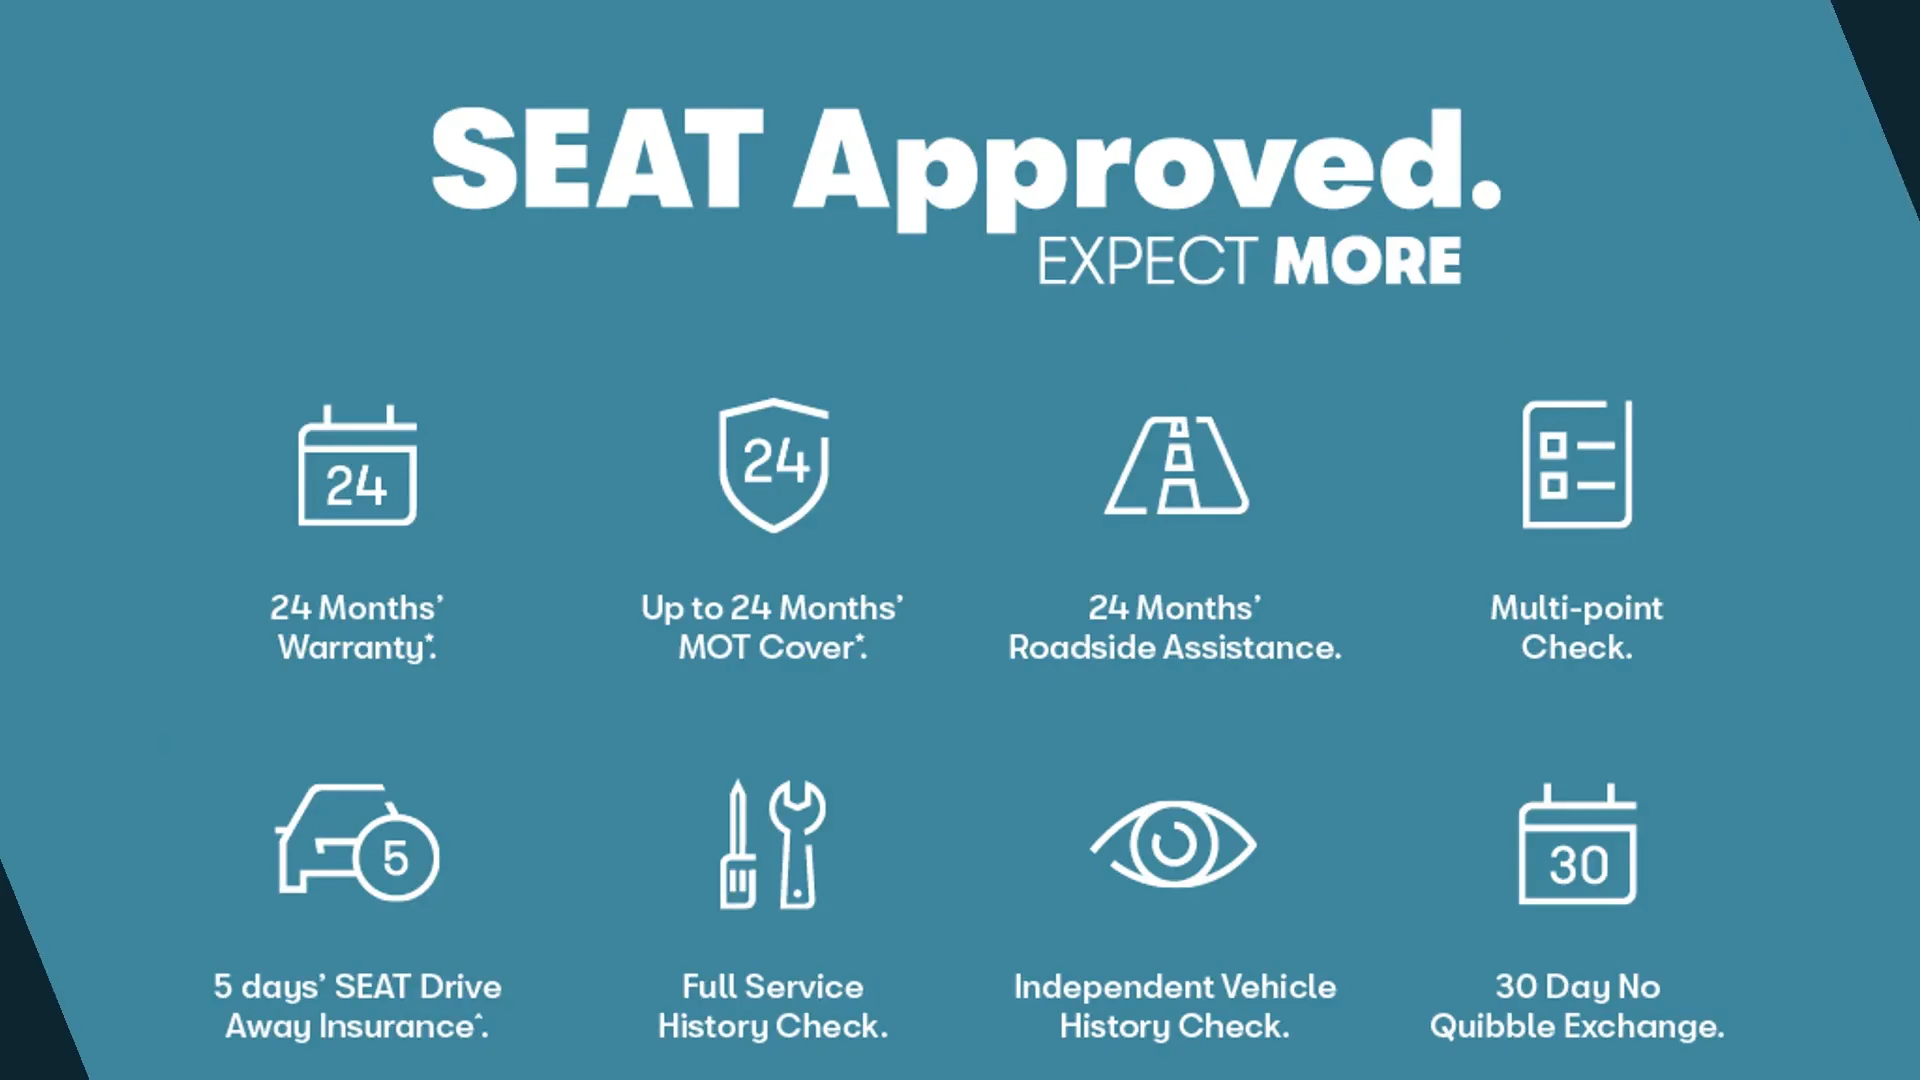 SEAT Approved.
EXPECT MORE
24
24
24 Months’
Warranty*.
Up to 24 Months’
MOT Cover*.
24 Months’
Roadside Assistance.
Multi-point
Check.
5
30
5 days’ SEAT Drive
Away Insurance^.
Full Service
History Check.
Independent Vehicle
History Check.
30 Day No
Quibble Exchange.